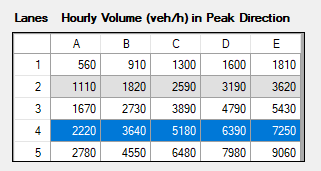 Lanes Hourly Volume (veh/h) in Peak Direction
A B C D E
1 560 910 1300 1600 1810
2 1110 1820 2590 3190 3620
3 1670 2730 3890 4790 5430
4 2220 3640 5180 6390 7250
5 2780 4550 6480 7980 9060